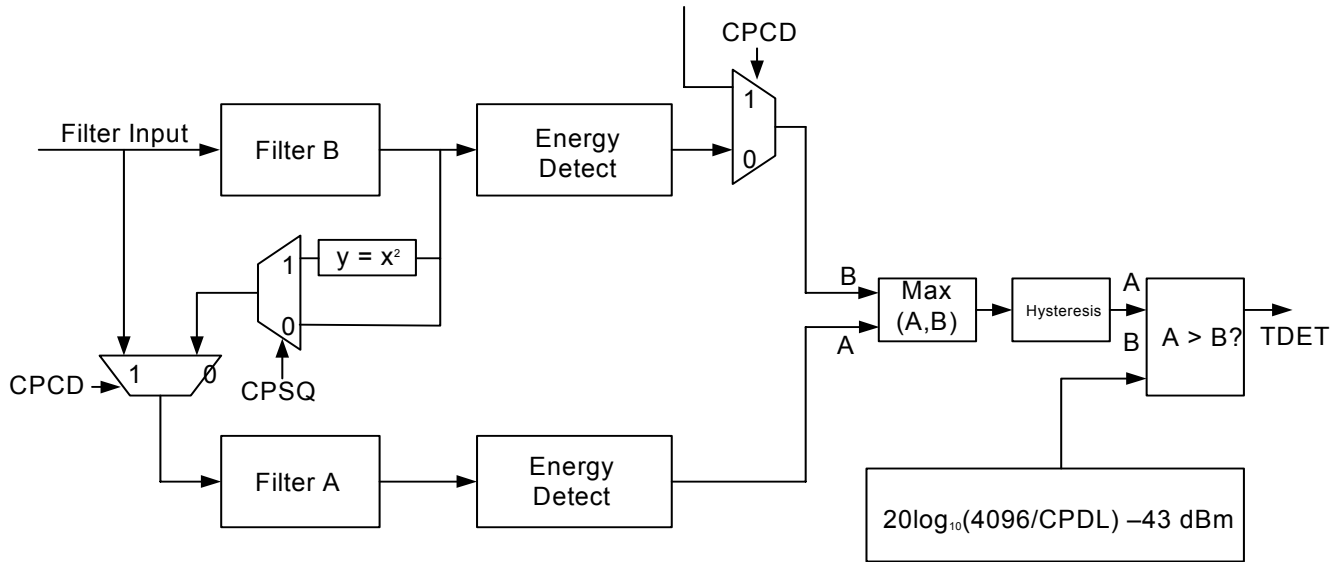 CPCD
1
0
Filter Input
Filter B
Energy
Detect
1
y = x²
0
CPSQ
B
A
Max
(A,B)
Hysteresis
A
B
A > B?
TDET
CPCD
1
0
Filter A
Energy
Detect
20log₁₀(4096/CPDL) –43 dBm